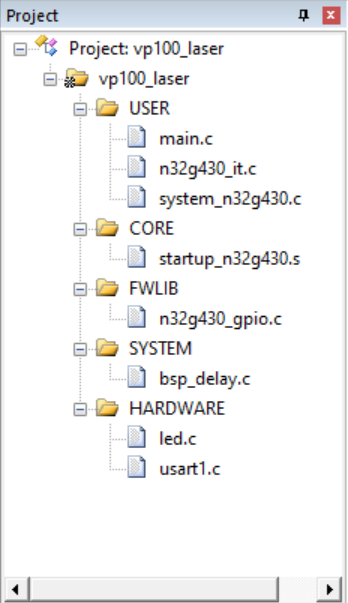 Project
Project: vp100_laser
vp100_laser
USER
main.c
n32g430_it.c
system_n32g430.c
CORE
startup_n32g430.s
FWLIB
n32g430_gpio.c
SYSTEM
bsp_delay.c
HARDWARE
led.c
usart1.c